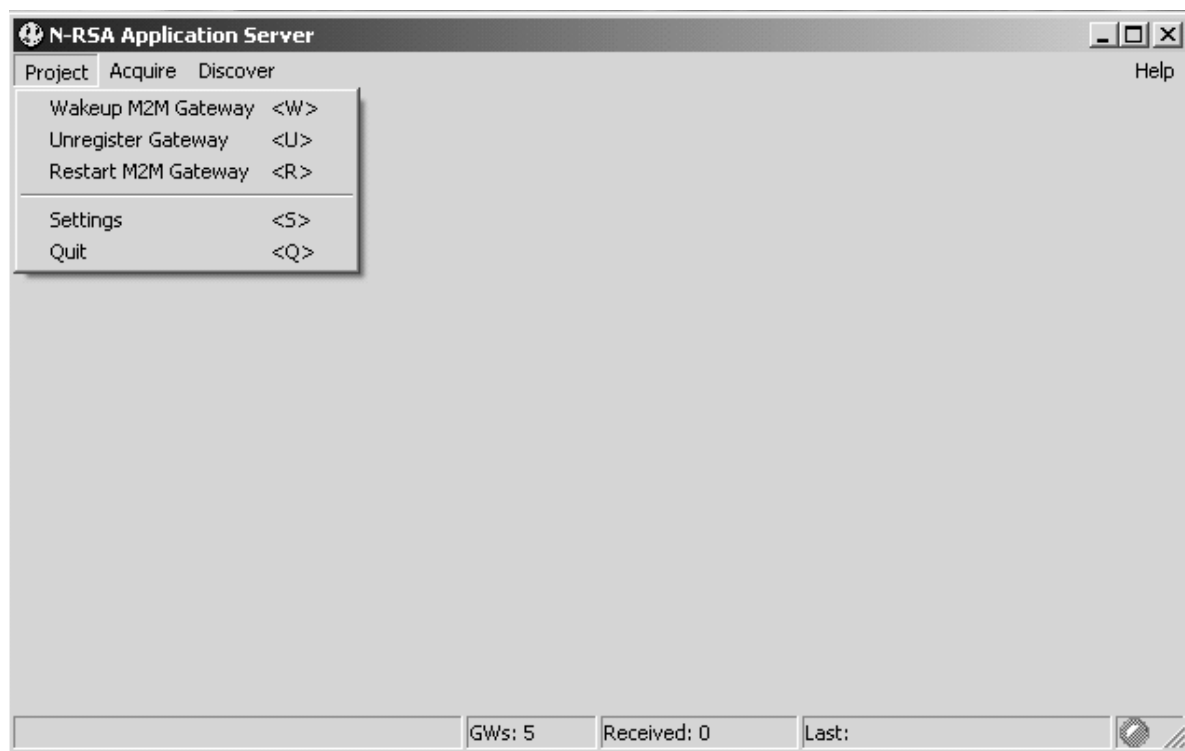 N-RSA Application Server
Project Acquire Discover Help
Wakeup M2M Gateway <W>
Unregister Gateway <U>
Restart M2M Gateway <R>
Settings <S>
Quit <Q>
GWs: 5 Received: 0 Last: